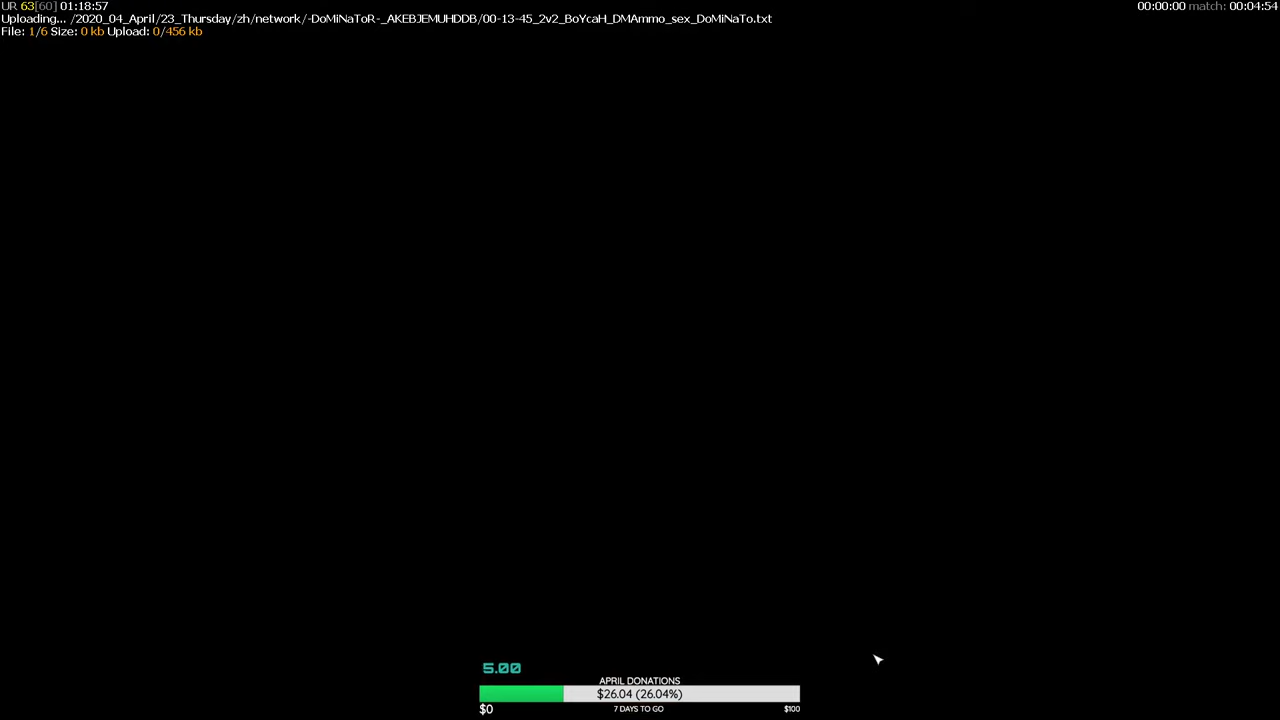 UR 63[60] 01:18:57
00:00:00 match: 00:04:54
Uploading... /2020_04_April/23_Thursday/zh/network/-DoMiNaToR-_AKEBJEMUHDDB/00-13-45_2v2_BoYcaH_DMAmmo_sex_DoMiNaTo.txt
File: 1/6 Size: 0 kb Upload: 0/456 kb
5.00
APRIL DONATIONS
$26.04 (26.04%)
$0 7 DAYS TO GO $100